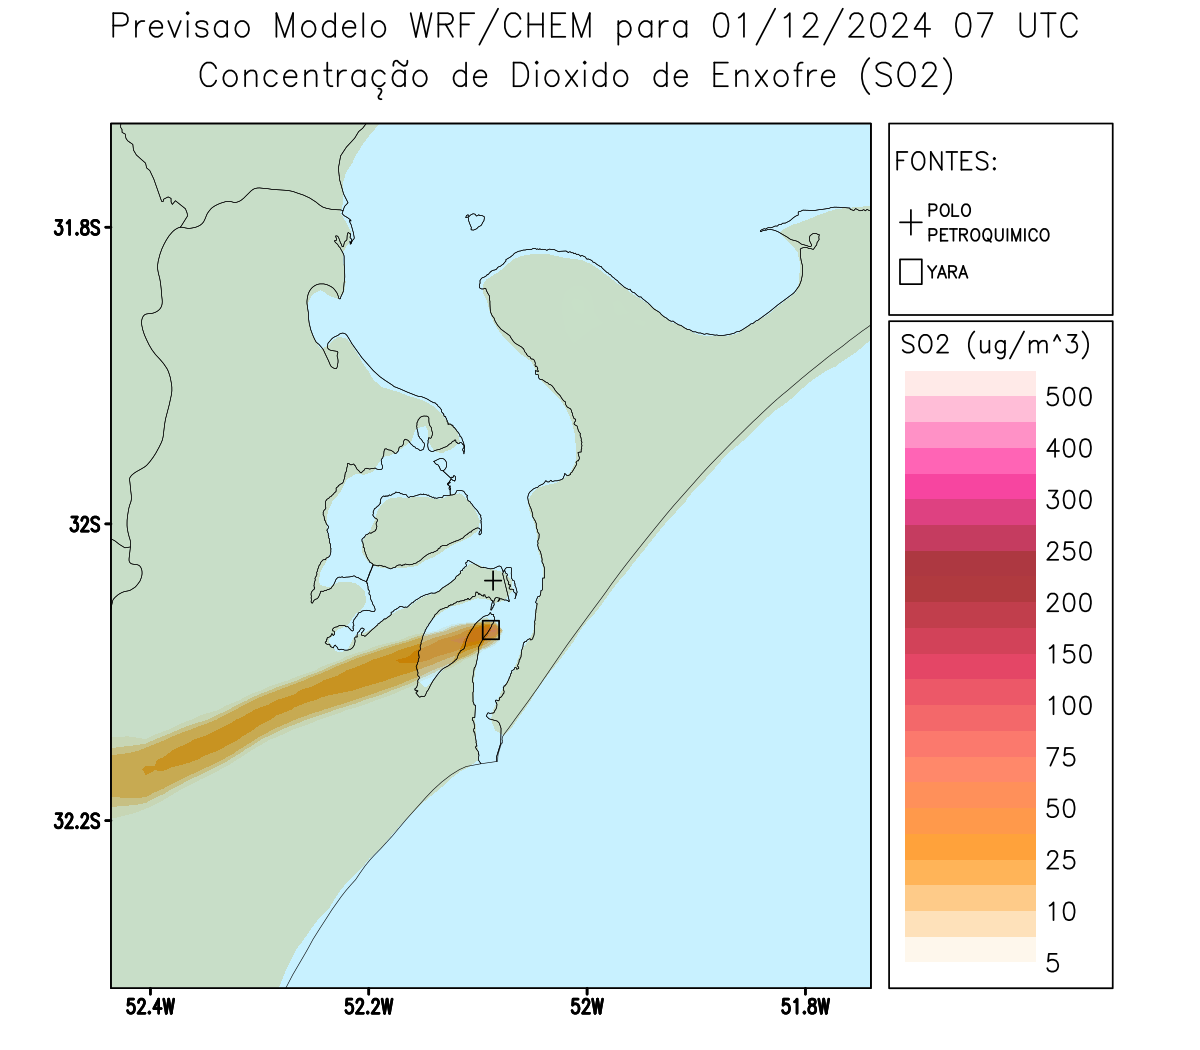 Previsao Modelo WRF/CHEM para 01/12/2024 07 UTC
Concentração de Dioxido de Enxofre (SO2)
FONTES:
POLO
PETROQUIMICO
YARA
SO2 (ug/m^3)
500
400
300
250
200
150
100
75
50
25
10
5
31.8S
32S
32.2S
52.4W
52.2W
52W
51.8W